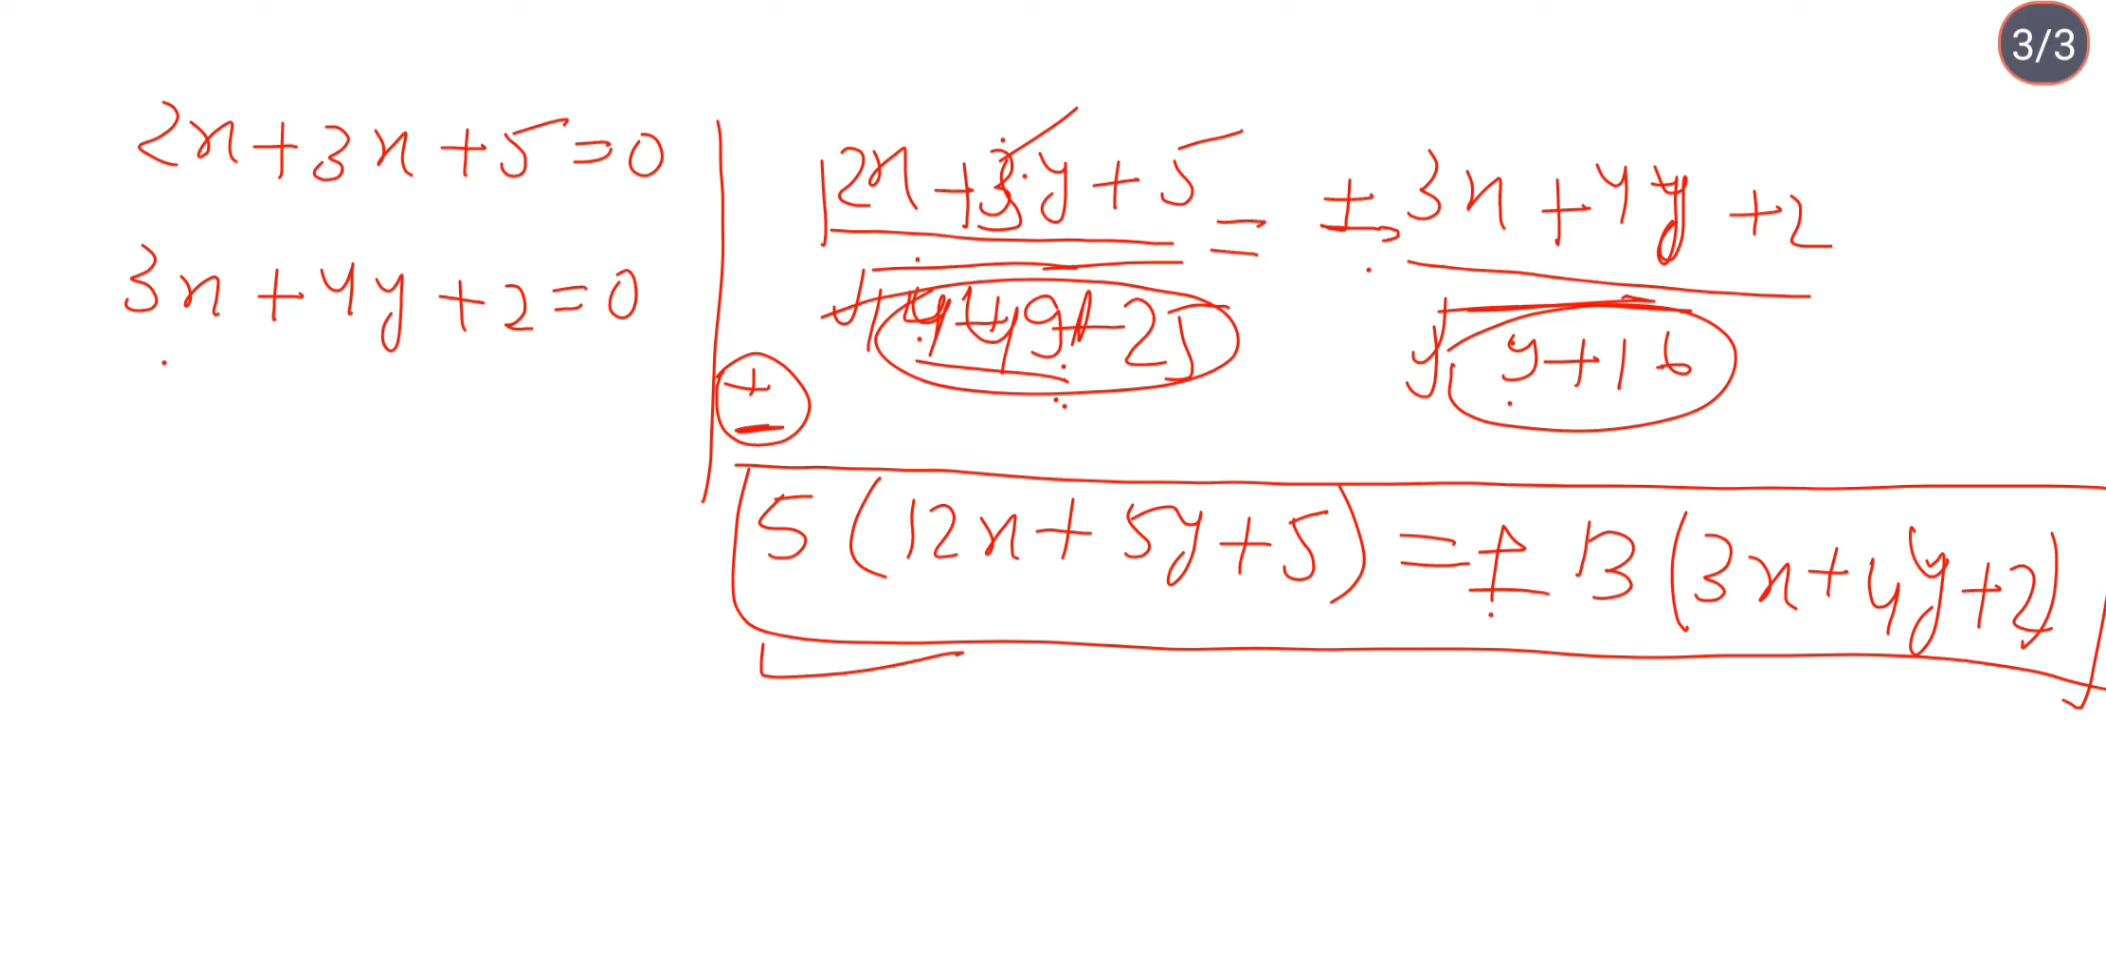 3/3
2x+3x+5=0
3x+4y+2=0
12x+5y+5 = ± 3x+4y+2
√144+25
√9+16
±
5(12x+5y+5)=±13(3x+4y+2)